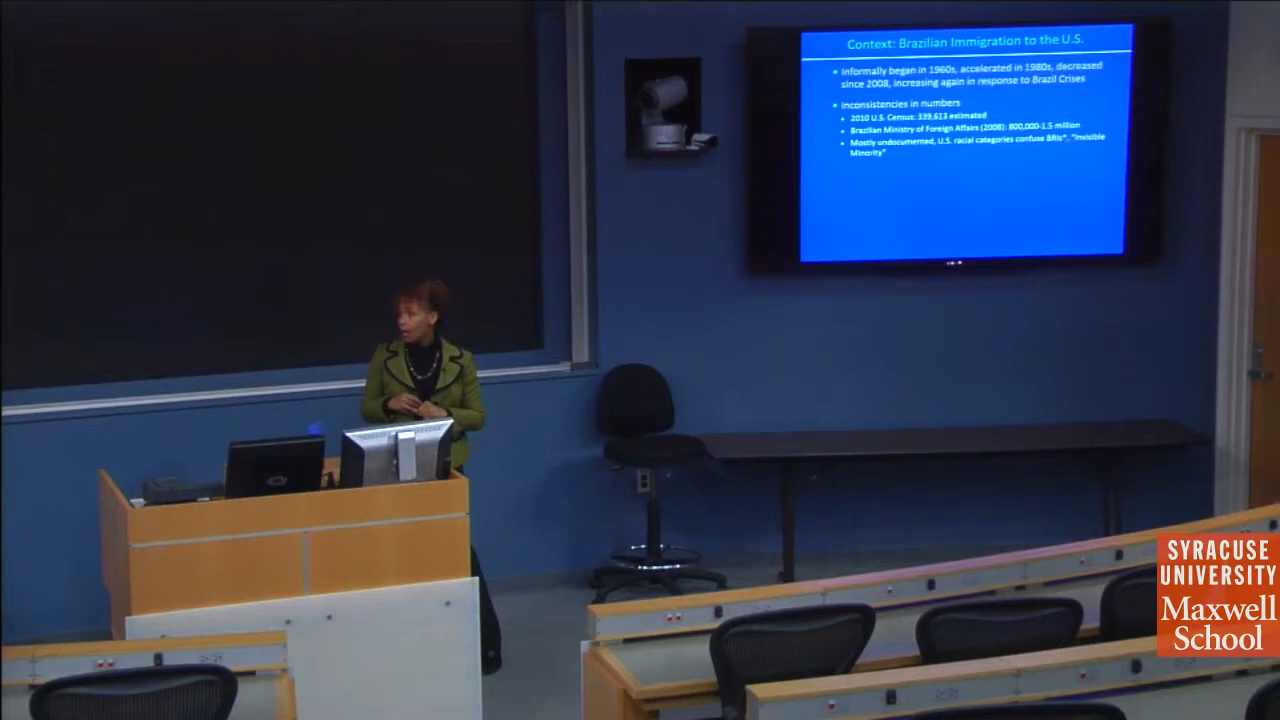 Context: Brazilian Immigration to the U.S.
• Informally began in 1960s, accelerated in 1980s, decreased
since 2008, increasing again in response to Brazil Crises
• Inconsistencies in numbers
• 2010 U.S. Census: 339,613 estimated
• Brazilian Ministry of Foreign Affairs (2008): 800,000-1.5 million
• Mostly undocumented, U.S. racial categories confuse BRIs*, "Invisible
Minority"
SYRACUSE
UNIVERSITY
Maxwell
School